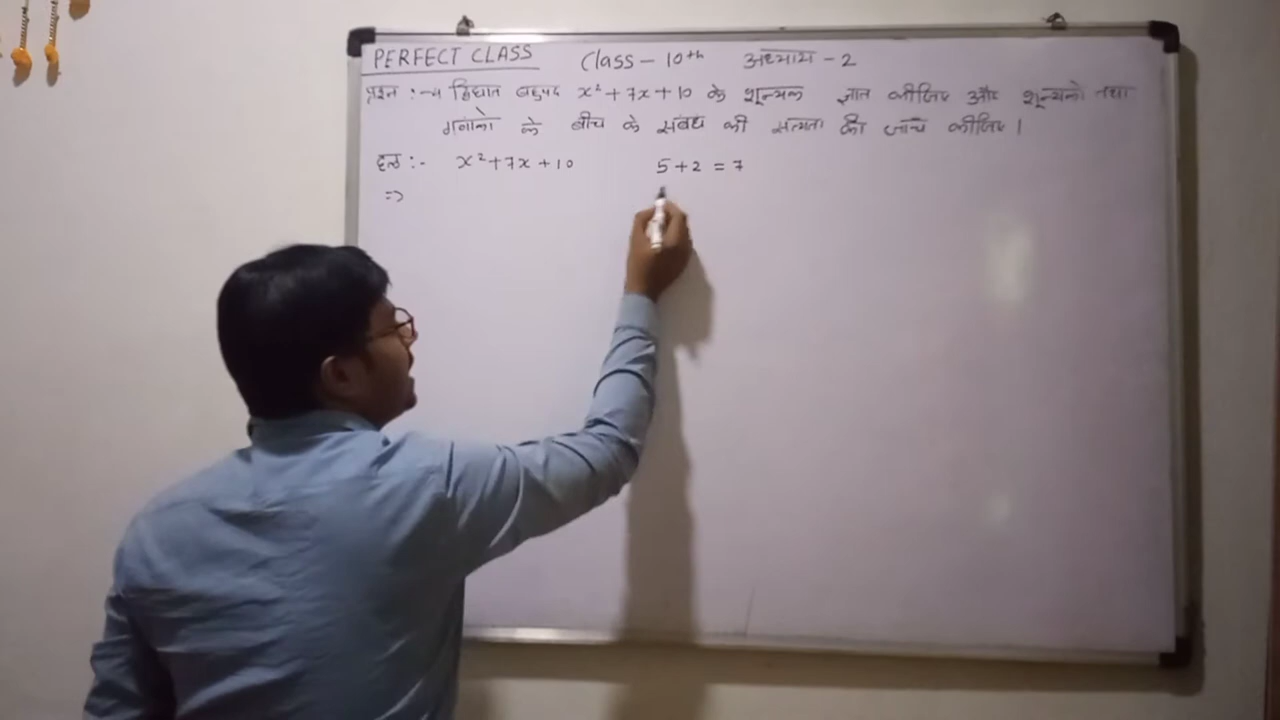 PERFECT CLASS Class - 10th अध्याय - 2
प्रश्न :- द्विघात बहुपद x² + 7x + 10 के शून्यक ज्ञात कीजिए और शून्यको तथा
गुणांको के बीच के संबंध की सत्यता की जाँच कीजिए।
हल :- x² + 7x + 10 5 + 2 = 7
=>